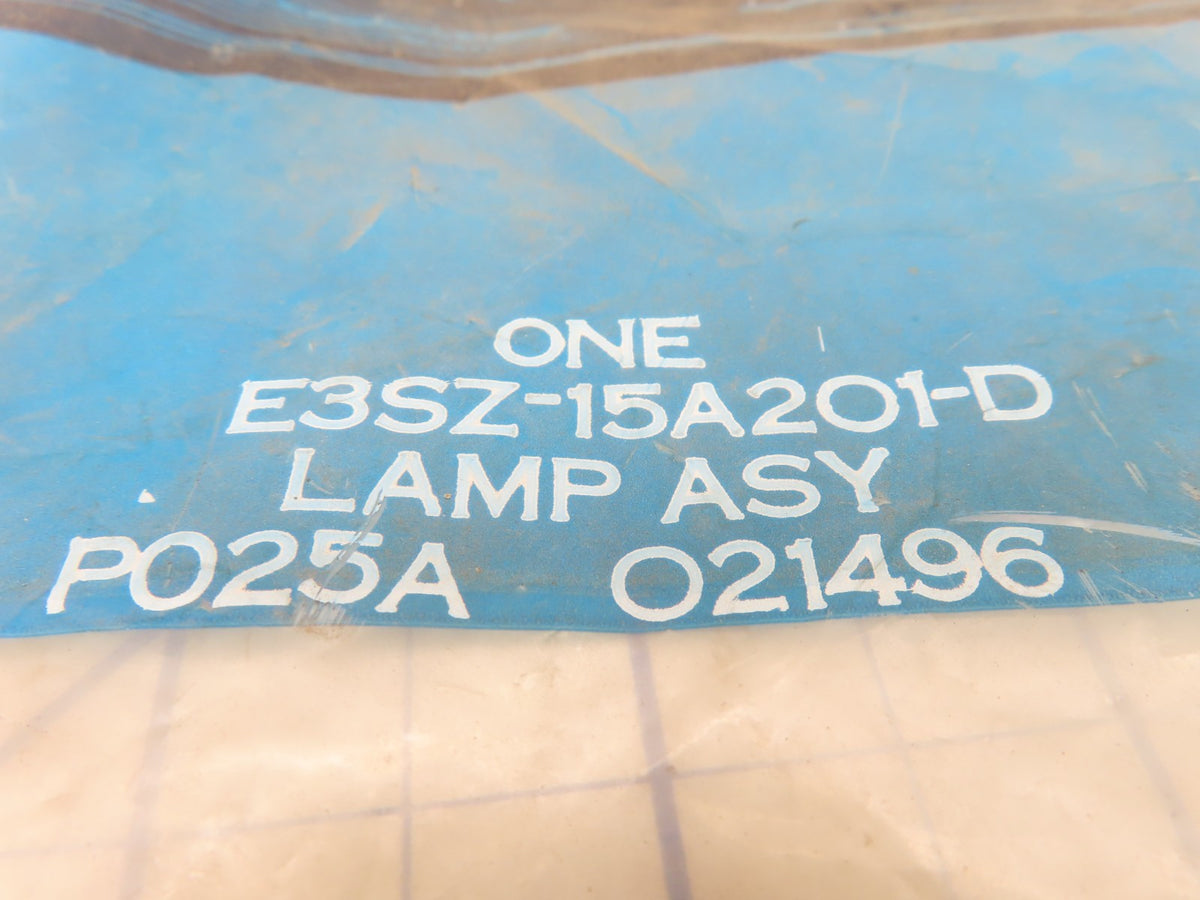 ONE
E3SZ-15A201-D
LAMP ASY
P025A 021496